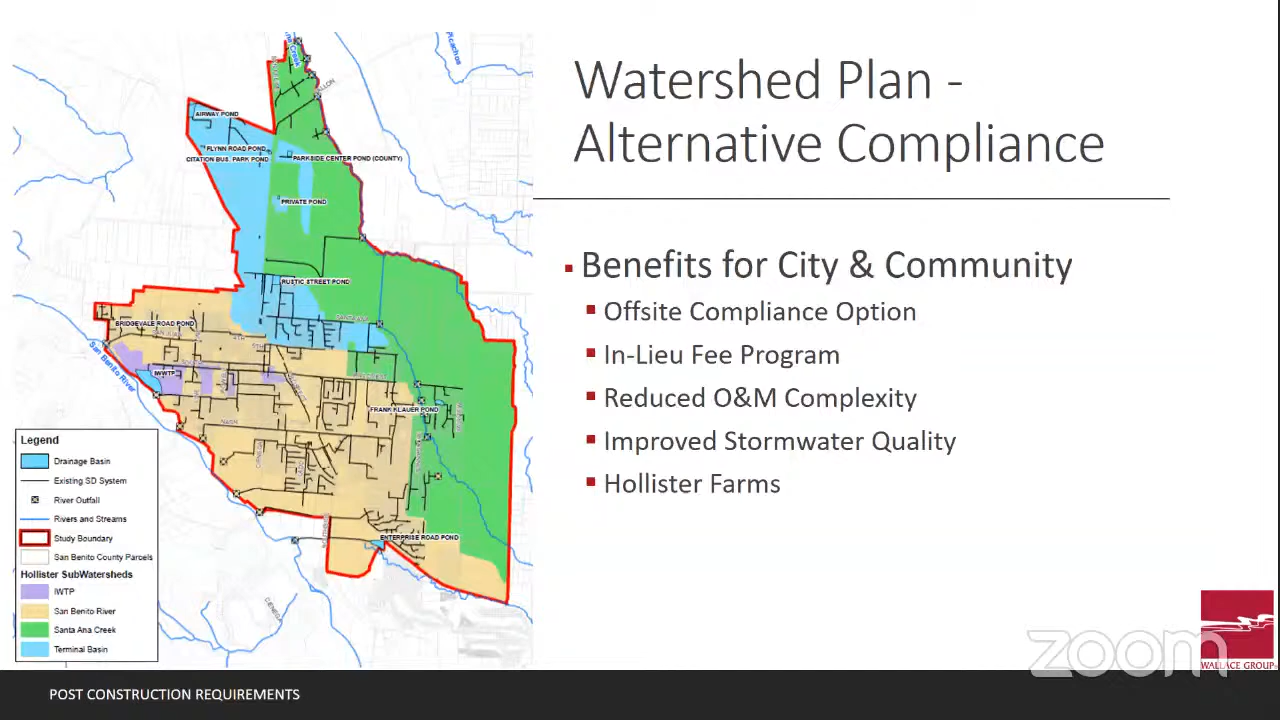 Watershed Plan -
Alternative Compliance
Benefits for City & Community
Offsite Compliance Option
In-Lieu Fee Program
Reduced O&M Complexity
Improved Stormwater Quality
Hollister Farms
AIRWAY POND
FLYNN ROAD POND
CITATION BUS. PARK POND
PARKSIDE CENTER POND (COUNTY)
PRIVATE POND
RUSTIC STREET POND
BRIDGEVALE ROAD POND
San Benito River
IWWTP
FRANK KLAUER POND
NASH
ENTERPRISE ROAD POND
Legend
Drainage Basin
Existing SD System
River Outfall
Rivers and Streams
Study Boundary
San Benito County Parcels
Hollister SubWatersheds
IWTP
San Benito River
Santa Ana Creek
Terminal Basin
zoom
WALLACE GROUP
POST CONSTRUCTION REQUIREMENTS